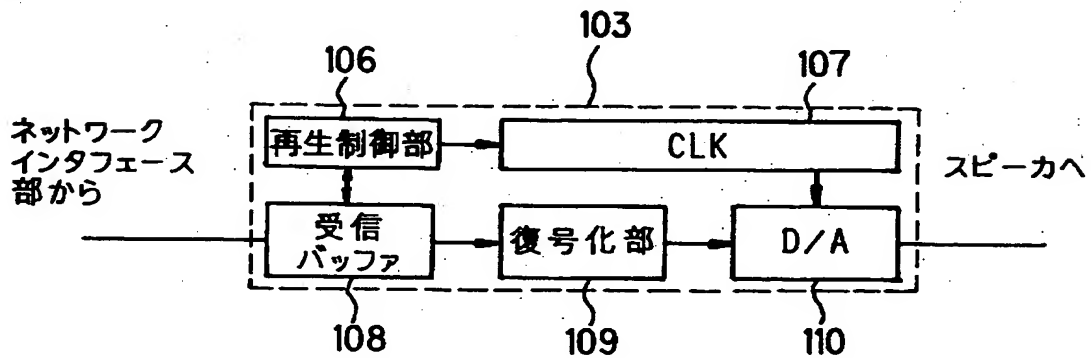 103
106
107
ネットワーク
インタフェース
部から
再生制御部
CLK
スピーカへ
受信
バッファ
復号化部
D/A
108
109
110